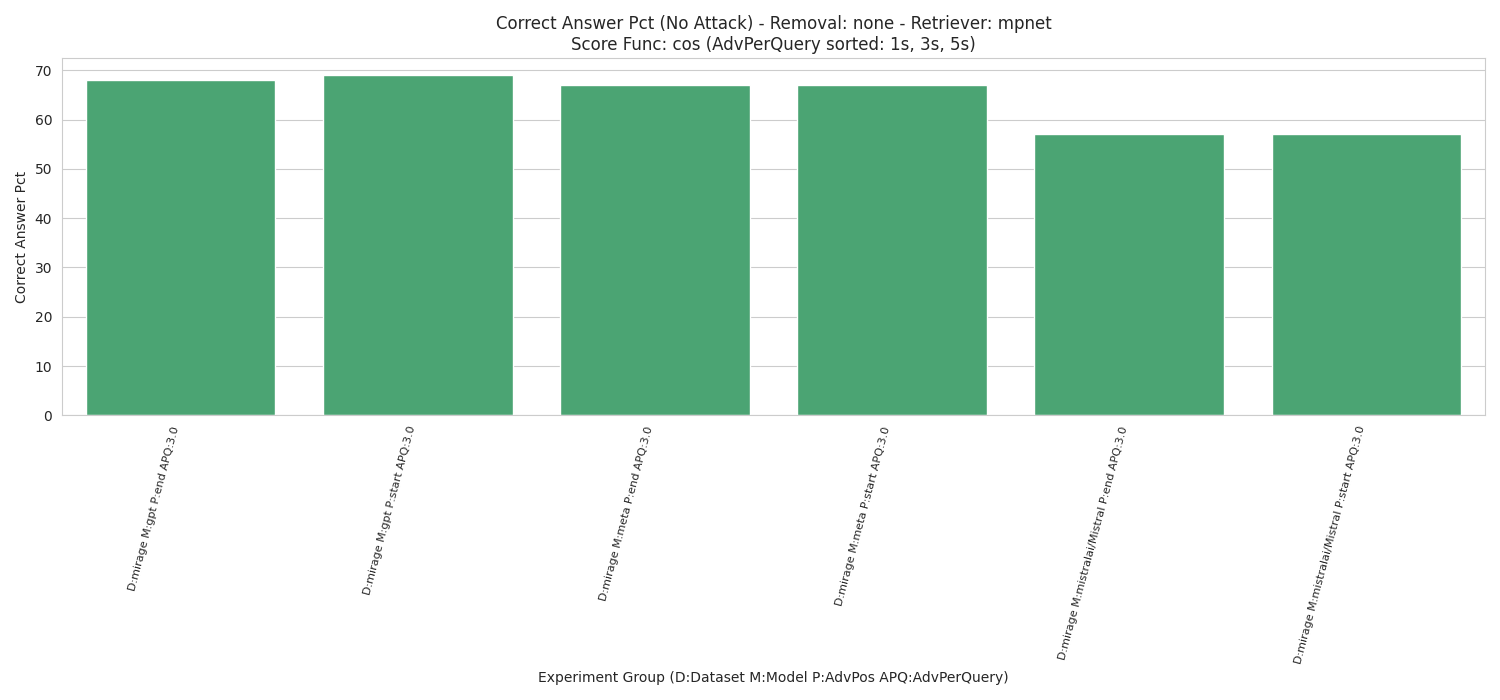 Correct Answer Pct (No Attack) - Removal: none - Retriever: mpnet
Score Func: cos (AdvPerQuery sorted: 1s, 3s, 5s)
Correct Answer Pct
70
60
50
40
30
20
10
0
D:mirage M:gpt P:end APQ:3.0
D:mirage M:gpt P:start APQ:3.0
D:mirage M:meta P:end APQ:3.0
D:mirage M:meta P:start APQ:3.0
D:mirage M:mistralai/Mistral P:end APQ:3.0
D:mirage M:mistralai/Mistral P:start APQ:3.0
Experiment Group (D:Dataset M:Model P:AdvPos APQ:AdvPerQuery)